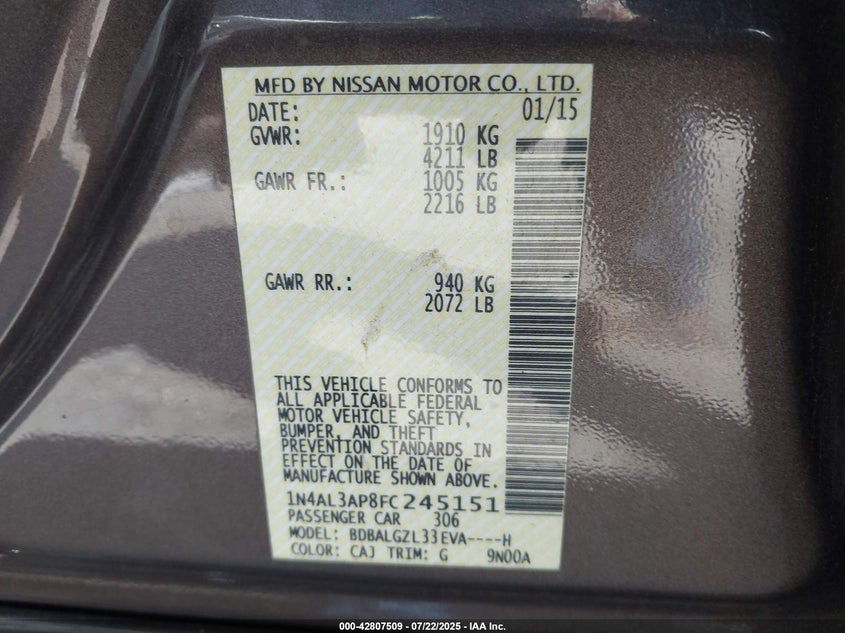 MFD BY NISSAN MOTOR CO., LTD.
DATE: 01/15
GVWR: 1910 KG
4211 LB
GAWR FR.: 1005 KG
2216 LB
GAWR RR.: 940 KG
2072 LB
THIS VEHICLE CONFORMS TO
ALL APPLICABLE FEDERAL
MOTOR VEHICLE SAFETY,
BUMPER, AND THEFT
PREVENTION STANDARDS IN
EFFECT ON THE DATE OF
MANUFACTURE SHOWN ABOVE.
1N4AL3AP8FC245151
PASSENGER CAR 306
MODEL: BDBALGZL33EVA----H
COLOR: CAJ TRIM: G 9N00A
000-42807509 - 07/22/2025 - IAA Inc.